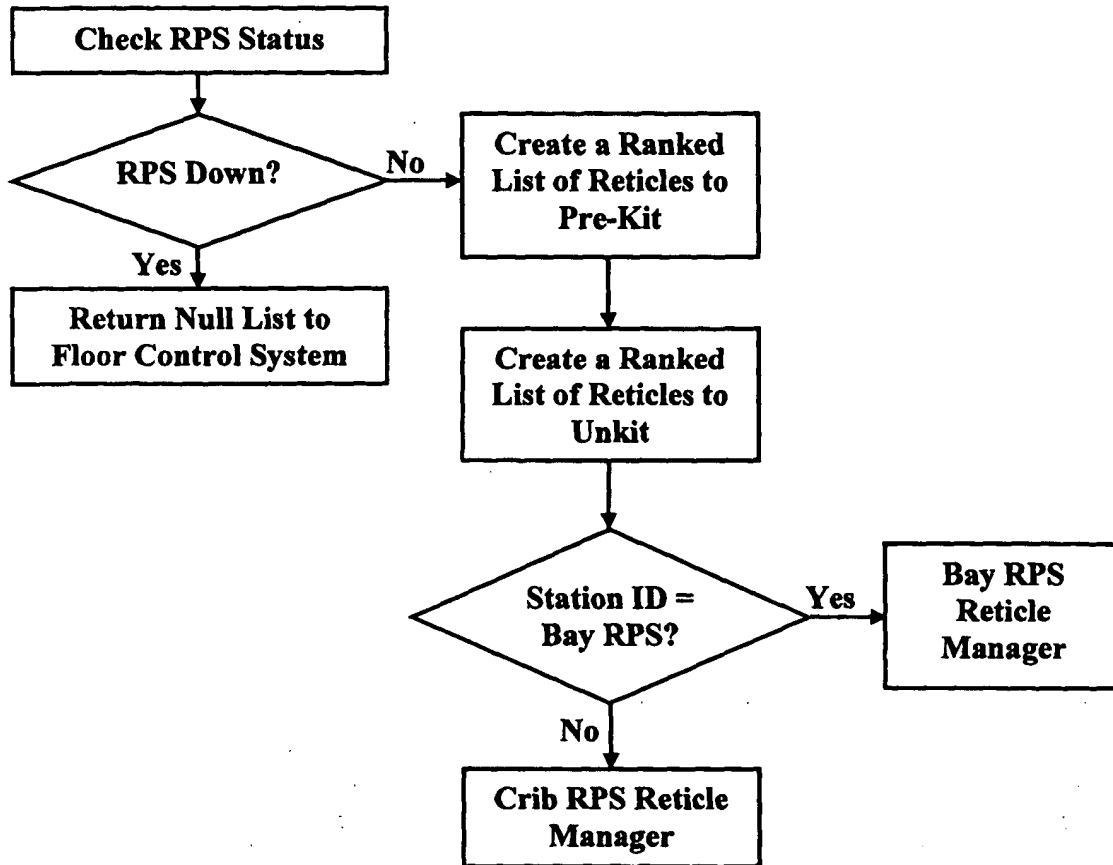 Check RPS Status
RPS Down?
No
Yes
Return Null List to
Floor Control System
Create a Ranked
List of Reticles to
Pre-Kit
Create a Ranked
List of Reticles to
Unkit
Station ID =
Bay RPS?
Yes
Bay RPS
Reticle
Manager
No
Crib RPS Reticle
Manager